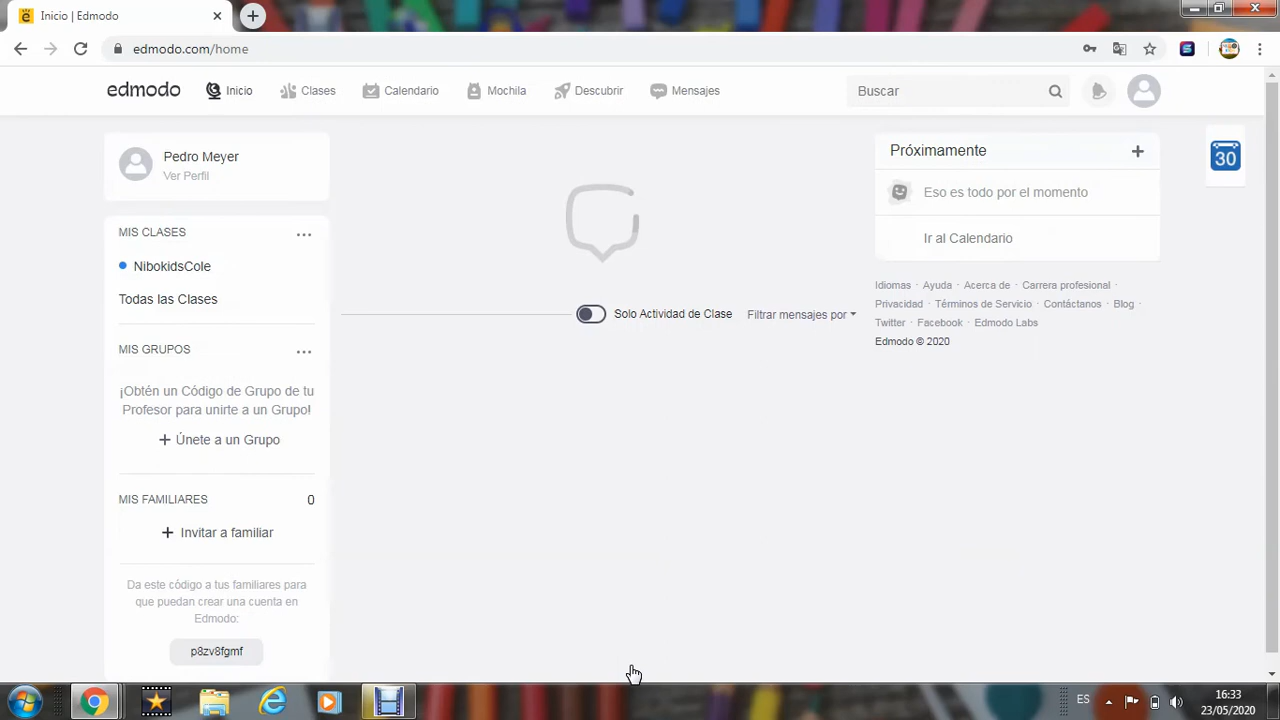 Inicio | Edmodo
edmodo.com/home
edmodo
Inicio
Clases
Calendario
Mochila
Descubrir
Mensajes
Buscar
Pedro Meyer
Ver Perfil
MIS CLASES
NibokidsCole
Todas las Clases
MIS GRUPOS
¡Obtén un Código de Grupo de tu
Profesor para unirte a un Grupo!
+ Únete a un Grupo
MIS FAMILIARES 0
+ Invitar a familiar
Da este código a tus familiares para
que puedan crear una cuenta en
Edmodo:
p8zv8fgmf
Solo Actividad de Clase
Filtrar mensajes por
Próximamente +
Eso es todo por el momento
Ir al Calendario
30
Idiomas · Ayuda · Acerca de · Carrera profesional ·
Privacidad · Términos de Servicio · Contáctanos · Blog ·
Twitter · Facebook · Edmodo Labs
Edmodo © 2020
ES
16:33
23/05/2020